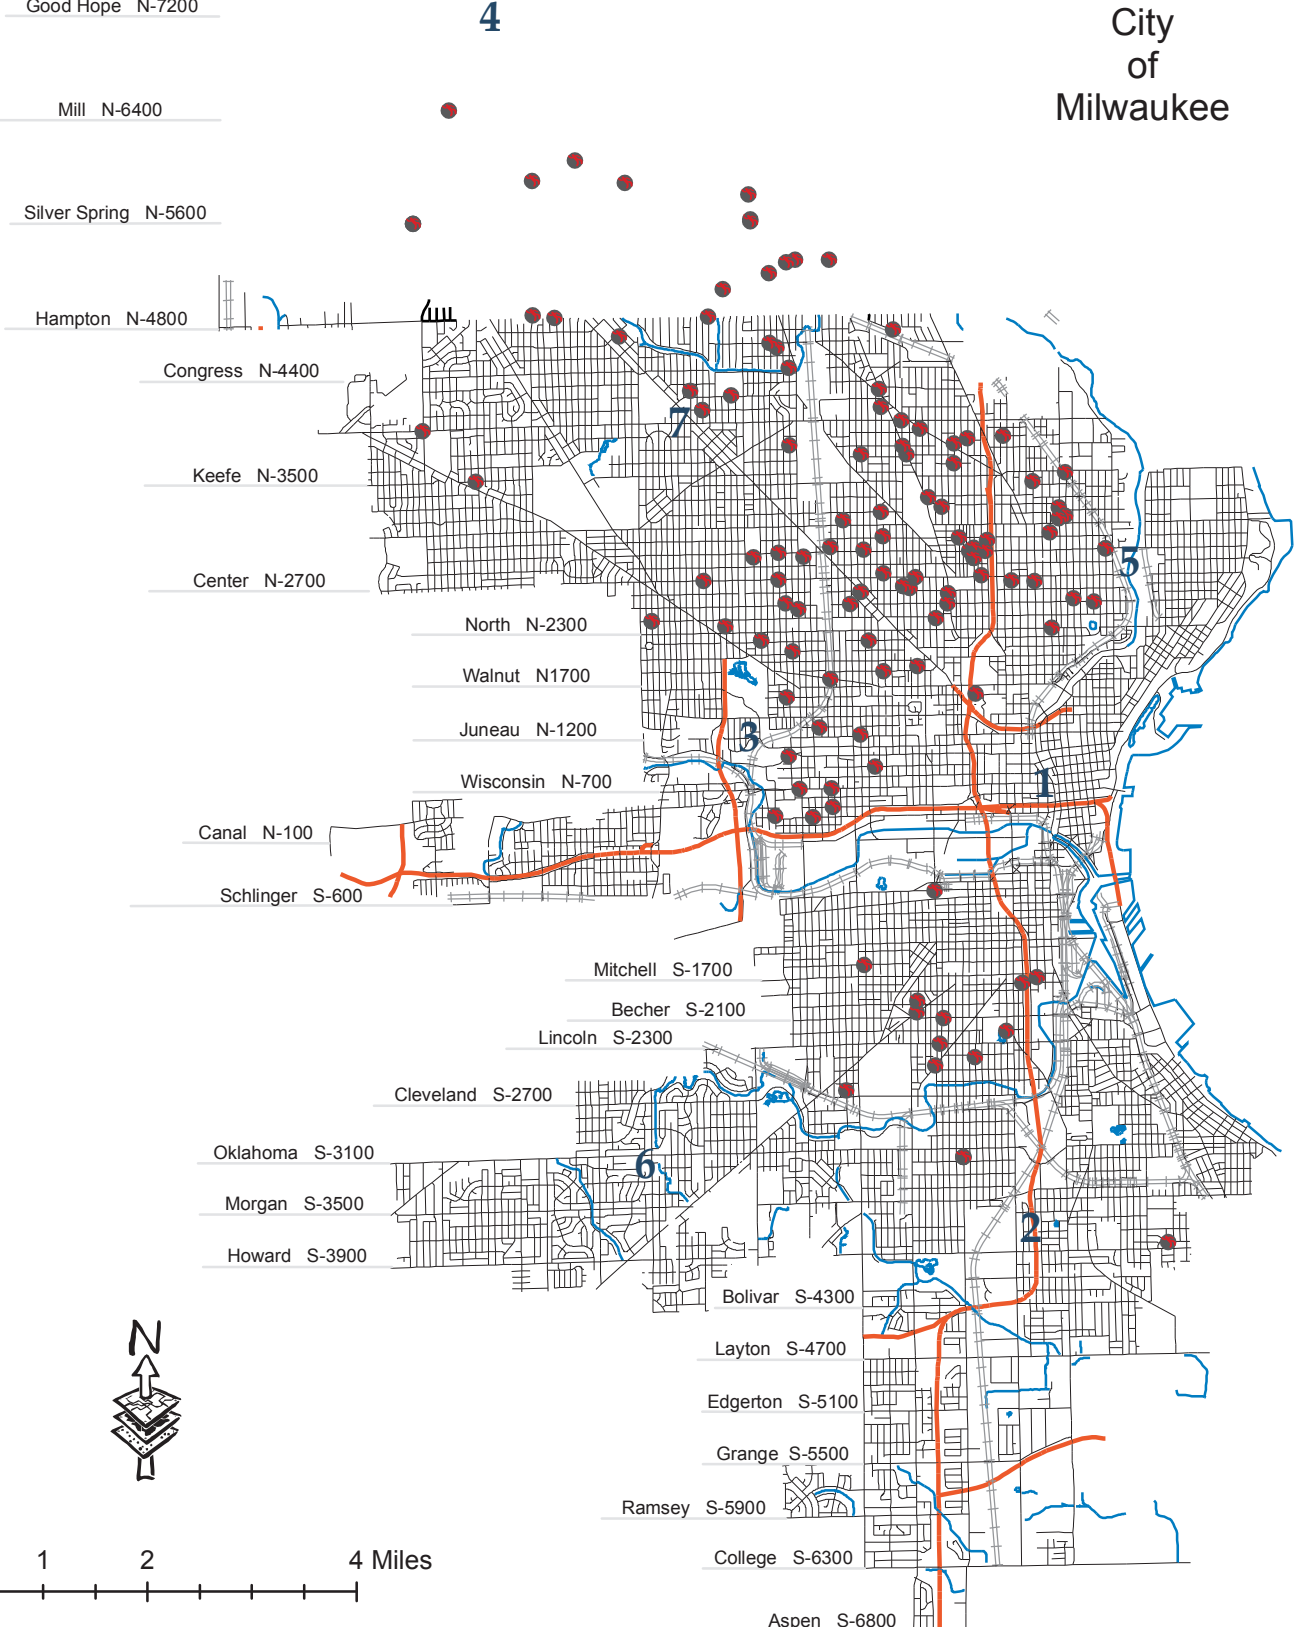 Good Hope N-7200
4
City
of
Milwaukee
Mill N-6400
Silver Spring N-5600
Hampton N-4800
Congress N-4400
7
Keefe N-3500
5
Center N-2700
North N-2300
Walnut N1700
Juneau N-1200
3
Wisconsin N-700
1
Canal N-100
Schlinger S-600
Mitchell S-1700
Becher S-2100
Lincoln S-2300
Cleveland S-2700
Oklahoma S-3100
6
Morgan S-3500
2
Howard S-3900
Bolivar S-4300
N
Layton S-4700
Edgerton S-5100
Grange S-5500
Ramsey S-5900
College S-6300
1 2 4 Miles
Aspen S-6800